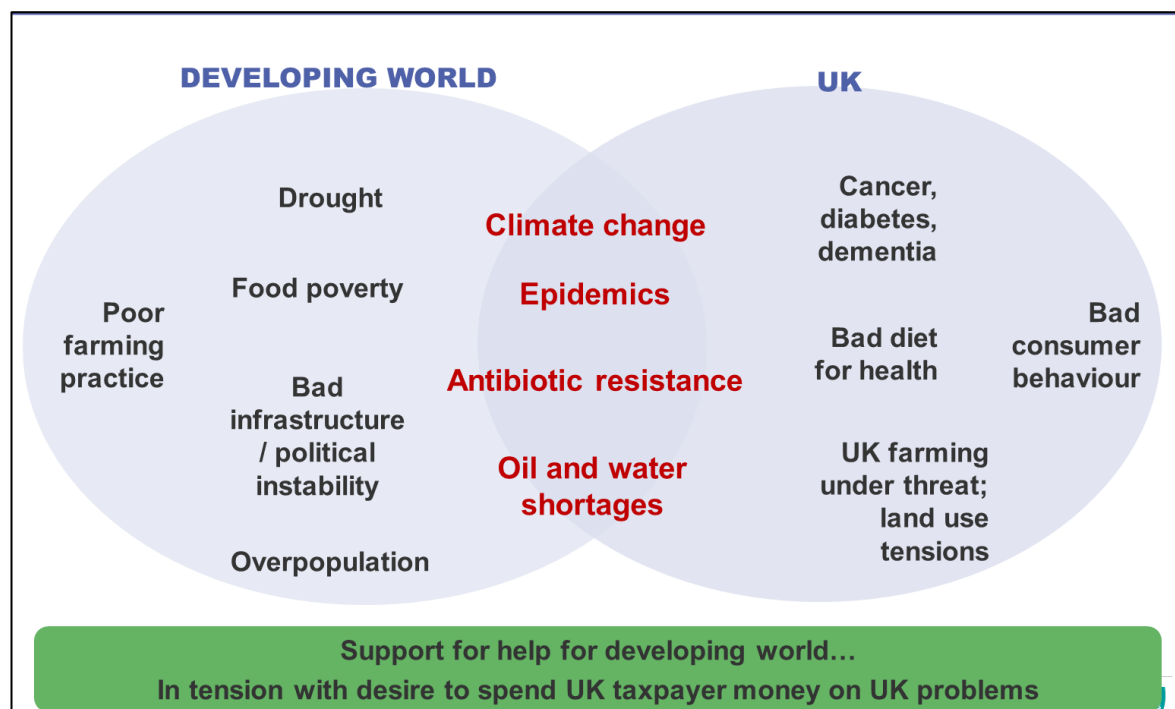 DEVELOPING WORLD
UK
Drought
Food poverty
Poor
farming
practice
Bad
infrastructure
/ political
instability
Overpopulation
Climate change
Epidemics
Antibiotic resistance
Oil and water
shortages
Cancer,
diabetes,
dementia
Bad diet
for health
Bad
consumer
behaviour
UK farming
under threat;
land use
tensions
Support for help for developing world…
In tension with desire to spend UK taxpayer money on UK problems